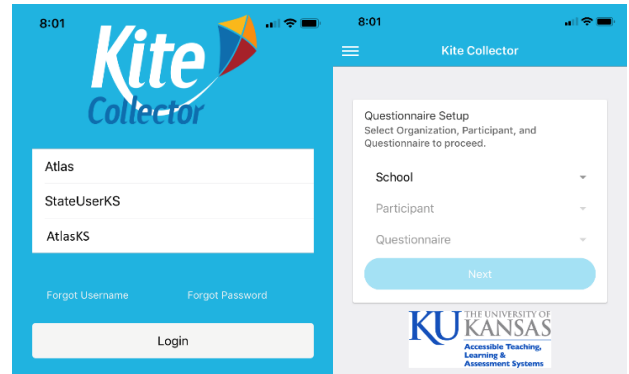 8:01
Kite
Collector
Atlas
StateUserKS
AtlasKS
Forgot Username
Forgot Password
Login
8:01
Kite Collector
Questionnaire Setup
Select Organization, Participant, and
Questionnaire to proceed.
School
Participant
Questionnaire
Next
KU
THE UNIVERSITY OF
KANSAS
Accessible Teaching,
Learning &
Assessment Systems